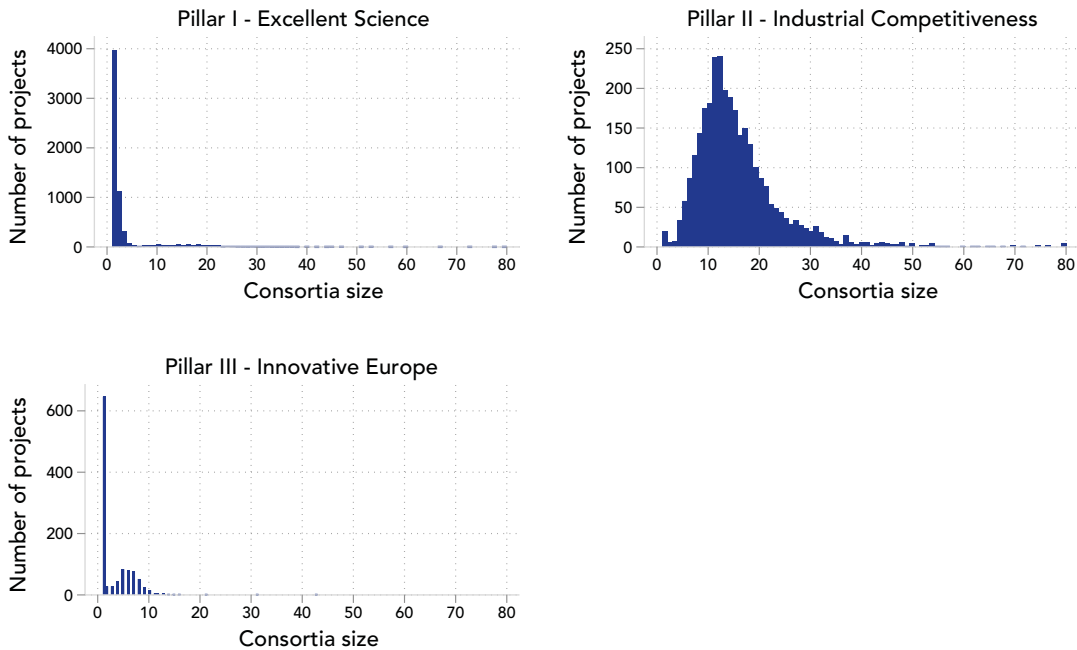 Pillar I - Excellent Science
Number of projects
4000
3000
2000
1000
0
0 10 20 30 40 50 60 70 80
Consortia size
Pillar II - Industrial Competitiveness
Number of projects
250
200
150
100
50
0
0 10 20 30 40 50 60 70 80
Consortia size
Pillar III - Innovative Europe
Number of projects
600
400
200
0
0 10 20 30 40 50 60 70 80
Consortia size